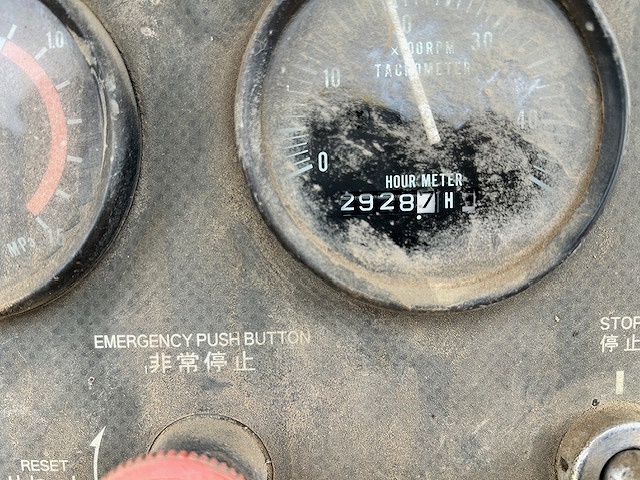 1.0
MPa
20
30
×100RPM
TACHOMETER
10
40
0
HOUR METER
29287 H
EMERGENCY PUSH BUTTON
非常停止
STOP
停止
RESET